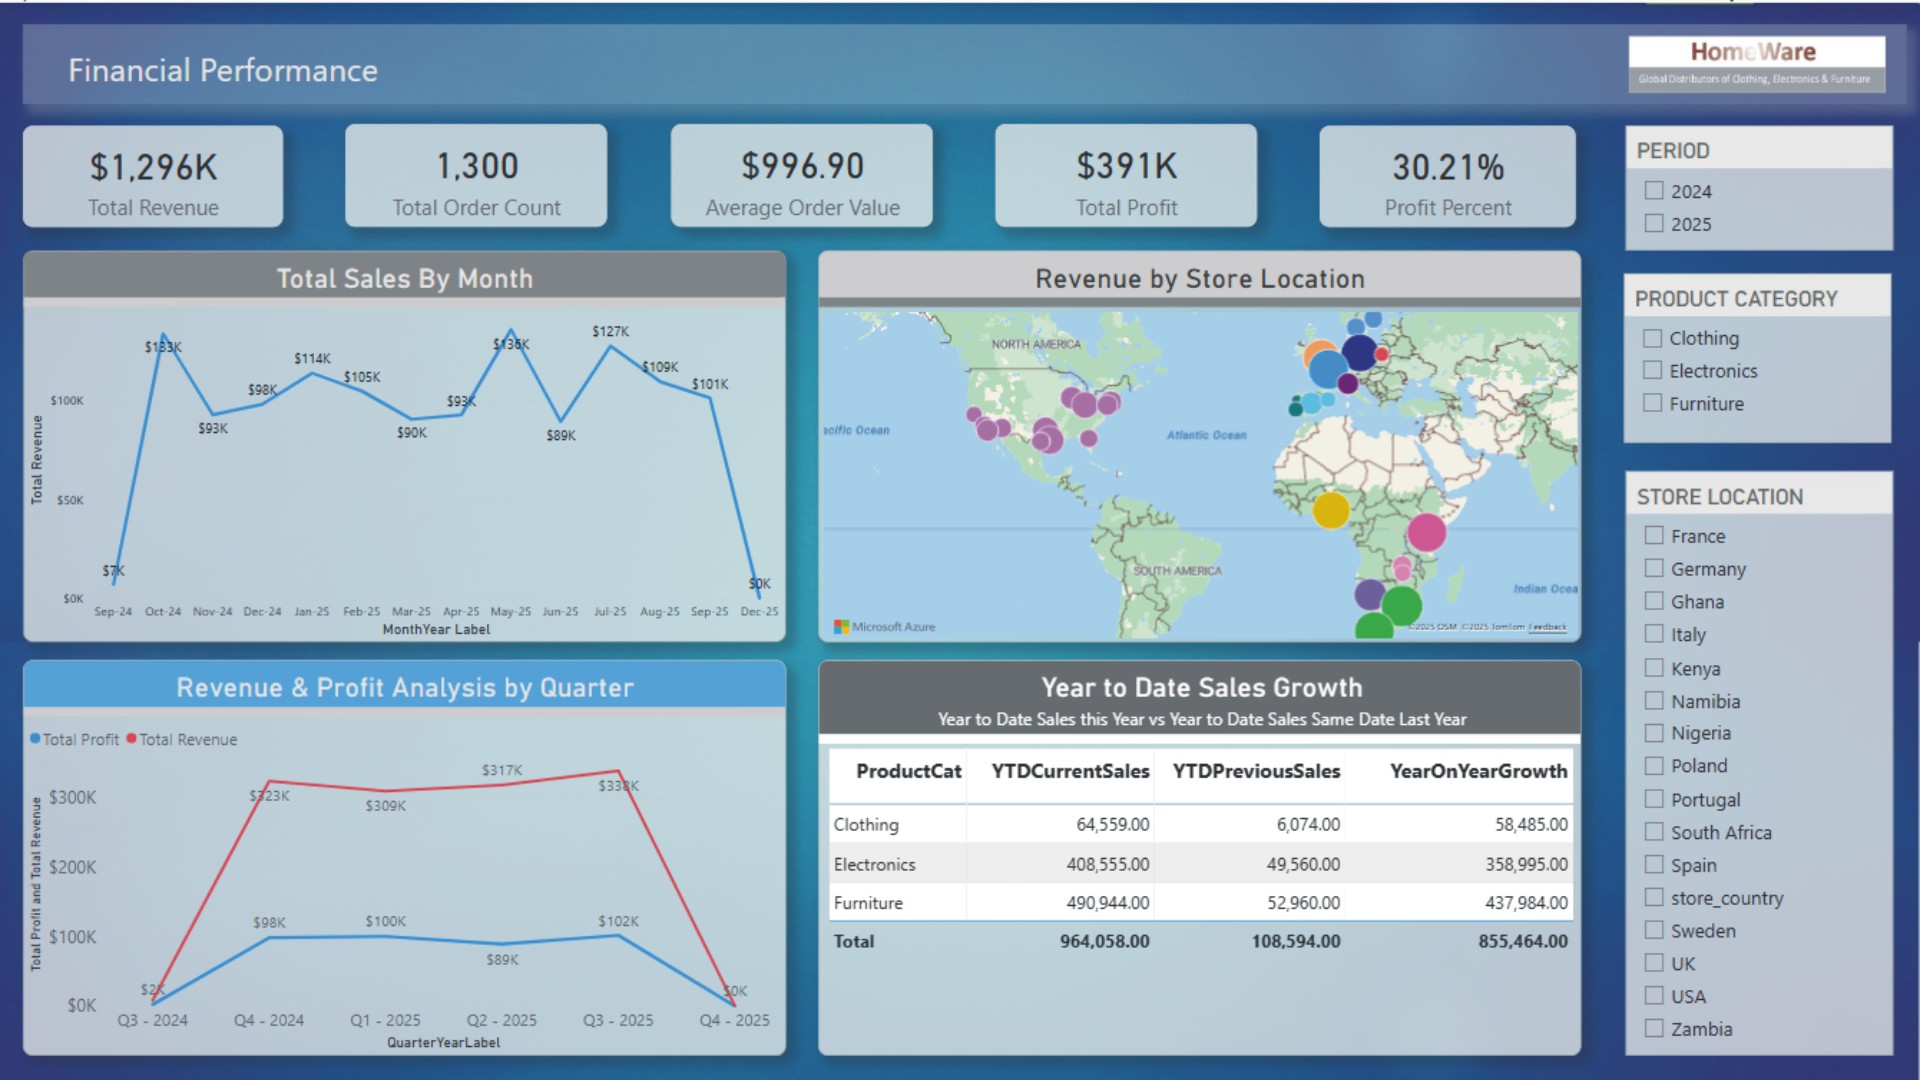 Financial Performance
HomeWare
Global Distributors of Clothing, Electronics & Furniture
$1,296K
Total Revenue
1,300
Total Order Count
$996.90
Average Order Value
$391K
Total Profit
30.21%
Profit Percent
PERIOD
2024
2025
PRODUCT CATEGORY
Clothing
Electronics
Furniture
STORE LOCATION
France
Germany
Ghana
Italy
Kenya
Namibia
Nigeria
Poland
Portugal
South Africa
Spain
store_country
Sweden
UK
USA
Zambia
Total Sales By Month
Total Revenue
$100K
$50K
$0K
$7K
$133K
$93K
$98K
$114K
$105K
$90K
$93K
$136K
$89K
$127K
$109K
$101K
$0K
Sep-24 Oct-24 Nov-24 Dec-24 Jan-25 Feb-25 Mar-25 Apr-25 May-25 Jun-25 Jul-25 Aug-25 Sep-25 Dec-25
MonthYear Label
Revenue by Store Location
NORTH AMERICA
acific Ocean
Atlantic Ocean
SOUTH AMERICA
Indian Ocea
Microsoft Azure
©2025 OSM ©2025 TomTom Feedback
Revenue & Profit Analysis by Quarter
Total Profit Total Revenue
Total Profit and Total Revenue
$300K
$200K
$100K
$0K
$323K
$309K
$317K
$338K
$2K
$98K
$100K
$89K
$102K
$0K
Q3 - 2024 Q4 - 2024 Q1 - 2025 Q2 - 2025 Q3 - 2025 Q4 - 2025
QuarterYearLabel
Year to Date Sales Growth
Year to Date Sales this Year vs Year to Date Sales Same Date Last Year
ProductCat YTDCurrentSales YTDPreviousSales YearOnYearGrowth
Clothing 64,559.00 6,074.00 58,485.00
Electronics 408,555.00 49,560.00 358,995.00
Furniture 490,944.00 52,960.00 437,984.00
Total 964,058.00 108,594.00 855,464.00